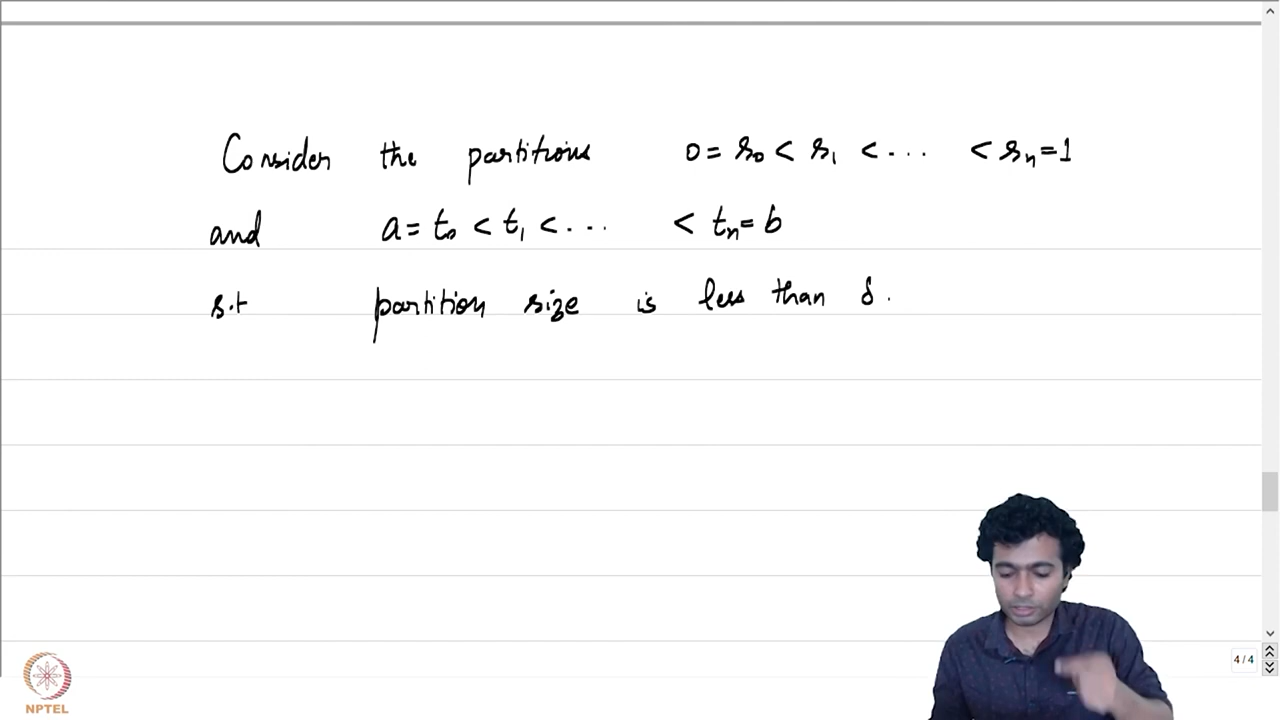 Consider the partitions 0 = s₀ < s₁ < ... < sₙ = 1
and a = t₀ < t₁ < ... < tₙ = b
s.t partition size is less than δ.
4 / 4
NPTEL